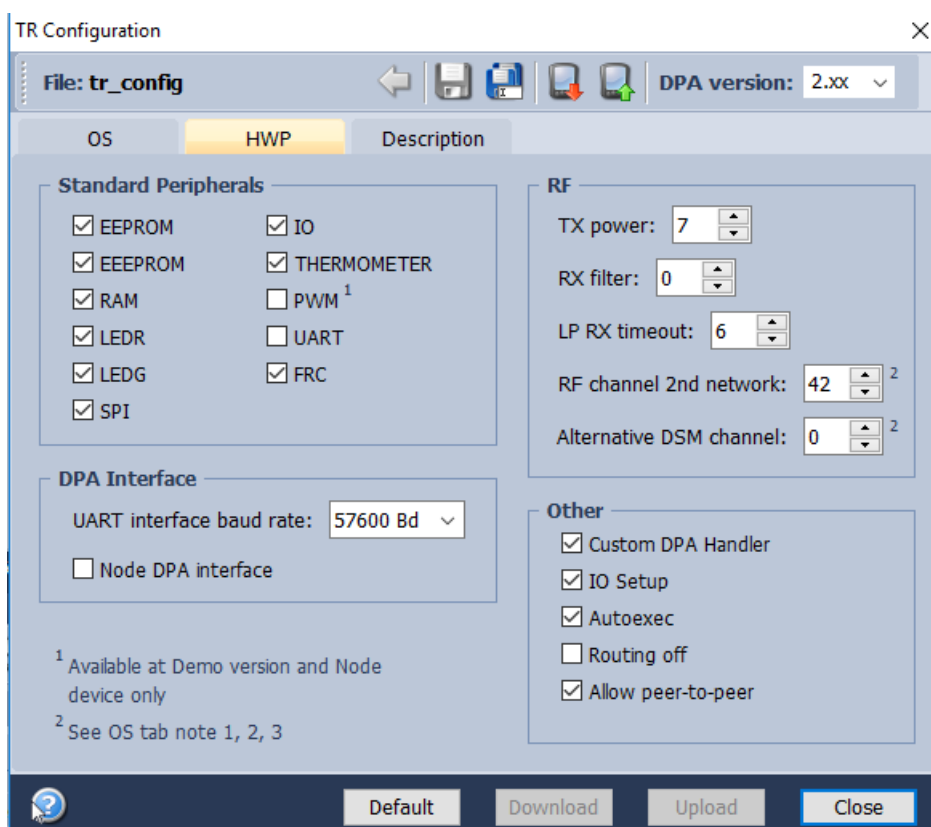 TR Configuration
File: tr_config
DPA version: 2.xx
OS HWP Description
Standard Peripherals
EEPROM
EEEPROM
RAM
LEDR
LEDG
SPI
IO
THERMOMETER
PWM 1
UART
FRC
DPA Interface
UART interface baud rate: 57600 Bd
Node DPA interface
1 Available at Demo version and Node
device only
2 See OS tab note 1, 2, 3
RF
TX power: 7
RX filter: 0
LP RX timeout: 6
RF channel 2nd network: 42 2
Alternative DSM channel: 0 2
Other
Custom DPA Handler
IO Setup
Autoexec
Routing off
Allow peer-to-peer
Default Download Upload Close